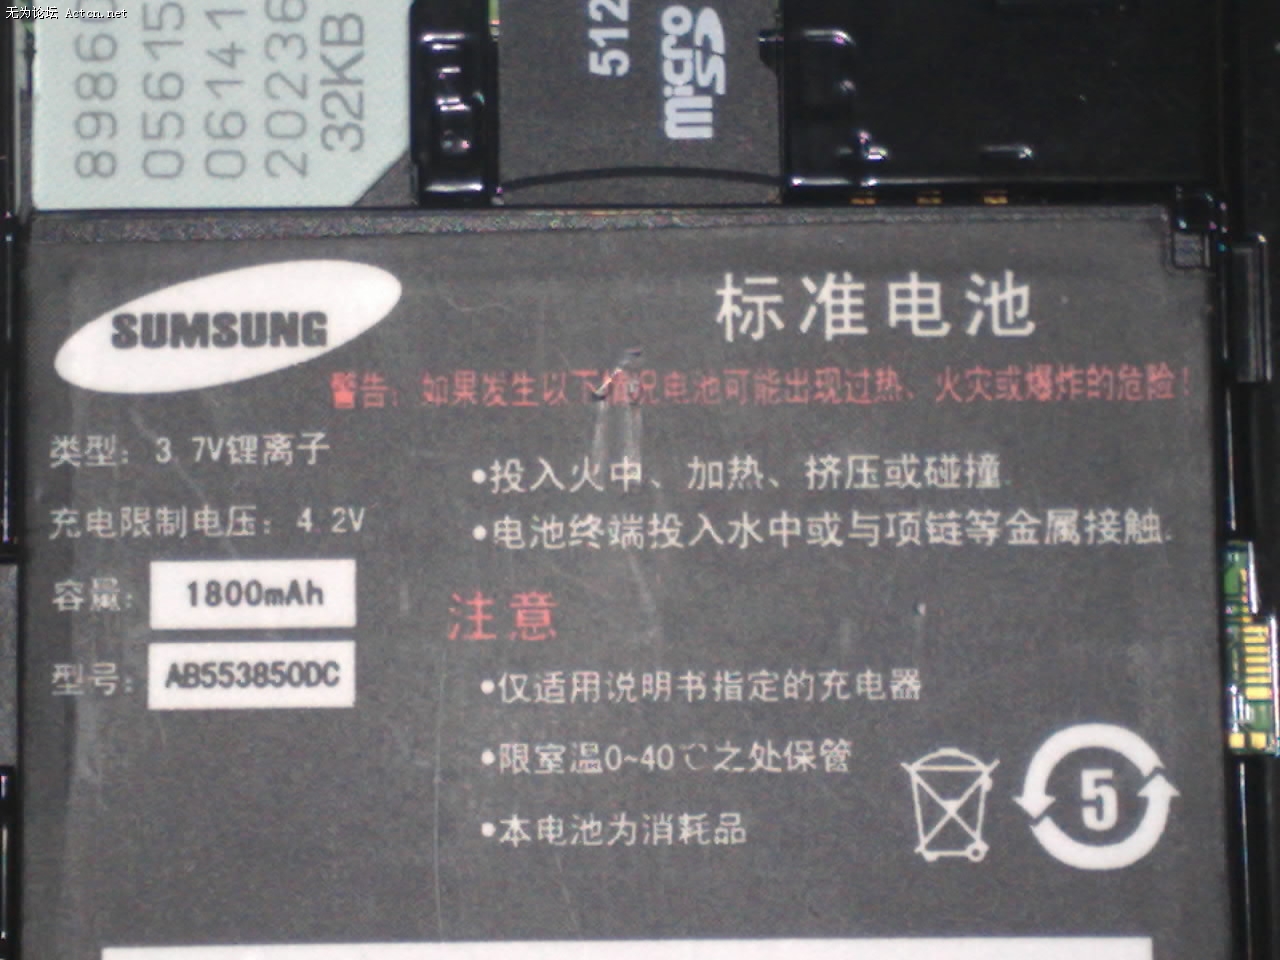 无为论坛 Actcn.net
8986
05615
06141
20236
32KB
512
micro
SD
SUMSUNG
标准电池
警告：如果发生以下情况电池可能出现过热、火灾或爆炸的危险！
类型：3.7V锂离子
充电限制电压：4.2V
容量：1800mAh
型号：AB553850DC
•投入火中、加热、挤压或碰撞.
•电池终端投入水中或与项链等金属接触.
注意
•仅适用说明书指定的充电器
•限室温0~40℃之处保管
•本电池为消耗品
5